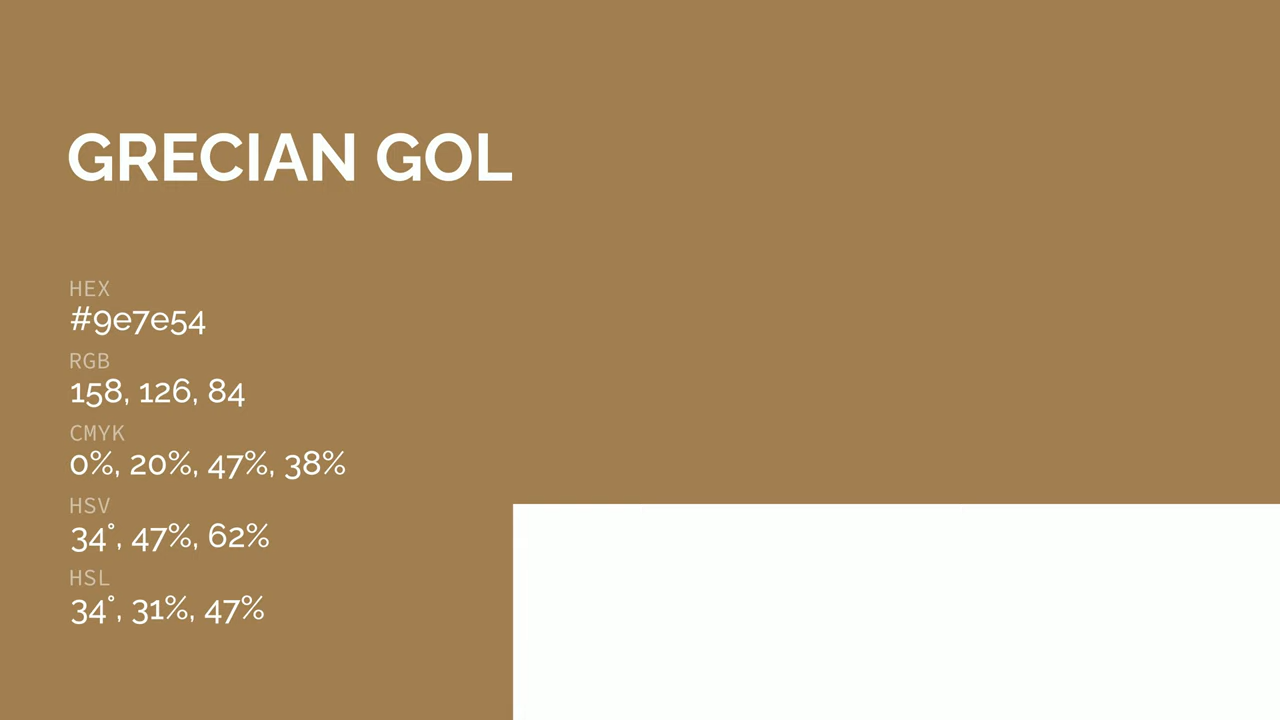 GRECIAN GOL
HEX
#9e7e54
RGB
158, 126, 84
CMYK
0%, 20%, 47%, 38%
HSV
34°, 47%, 62%
HSL
34°, 31%, 47%